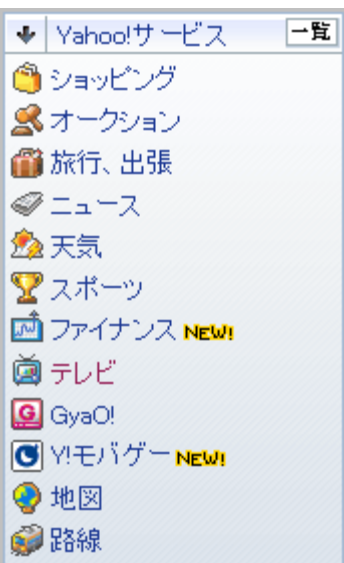 Yahoo!サービス 一覧
ショッピング
オークション
旅行、出張
ニュース
天気
スポーツ
ファイナンス NEW!
テレビ
G GyaO!
Y!モバゲー NEW!
地図
路線